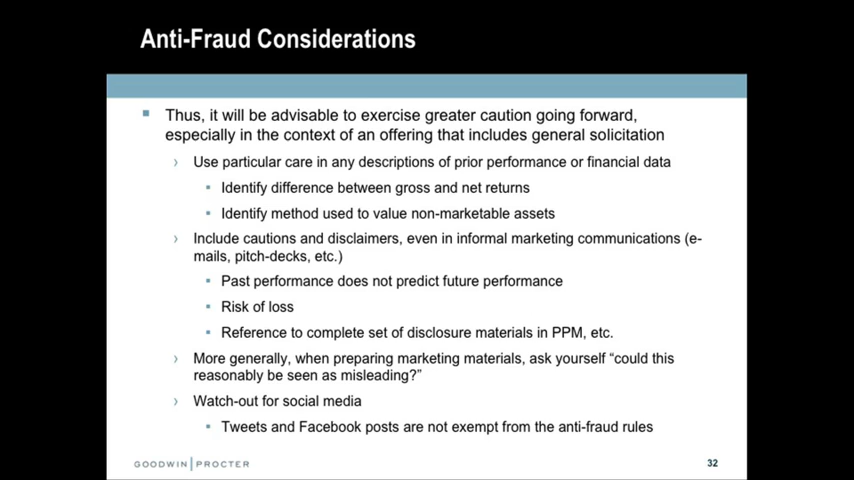 Anti-Fraud Considerations
Thus, it will be advisable to exercise greater caution going forward,
especially in the context of an offering that includes general solicitation
Use particular care in any descriptions of prior performance or financial data
Identify difference between gross and net returns
Identify method used to value non-marketable assets
Include cautions and disclaimers, even in informal marketing communications (e-
mails, pitch-decks, etc.)
Past performance does not predict future performance
Risk of loss
Reference to complete set of disclosure materials in PPM, etc.
More generally, when preparing marketing materials, ask yourself “could this
reasonably be seen as misleading?”
Watch-out for social media
Tweets and Facebook posts are not exempt from the anti-fraud rules
GOODWIN | PROCTER
32